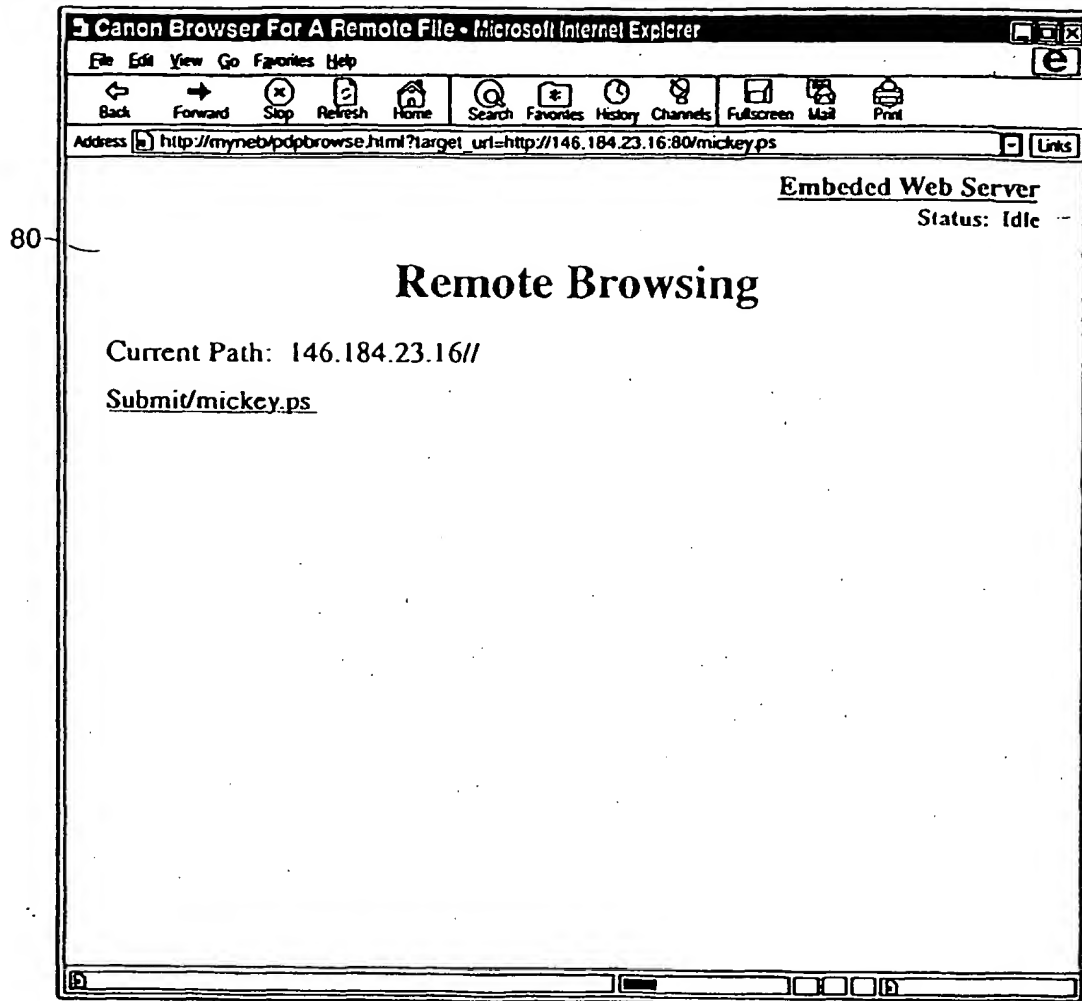 Canon Browser For A Remote File • Microsoft Internet Explorer
File Edit View Go Favorites Help
Back Forward Stop Refresh Home Search Favorites History Channels Fullscreen Mail Print
Address http://myneb/pdpbrowse.html?target_url=http://146.184.23.16:80/mickey.ps Links
Embeded Web Server
Status: Idle
80
Remote Browsing
Current Path: 146.184.23.16//
Submit/mickey.ps